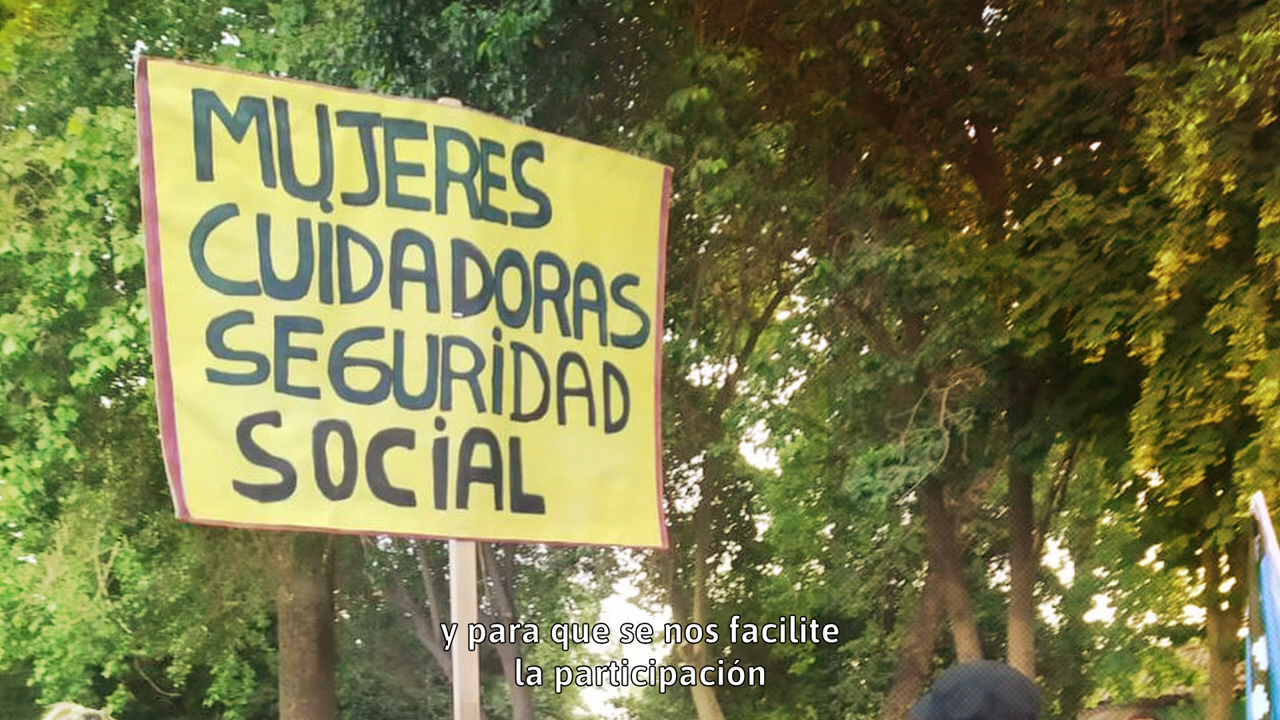 MUJERES
CUiDADORAS
SEGURiDAD
SOCiAL
y para que se nos facilite
la participación